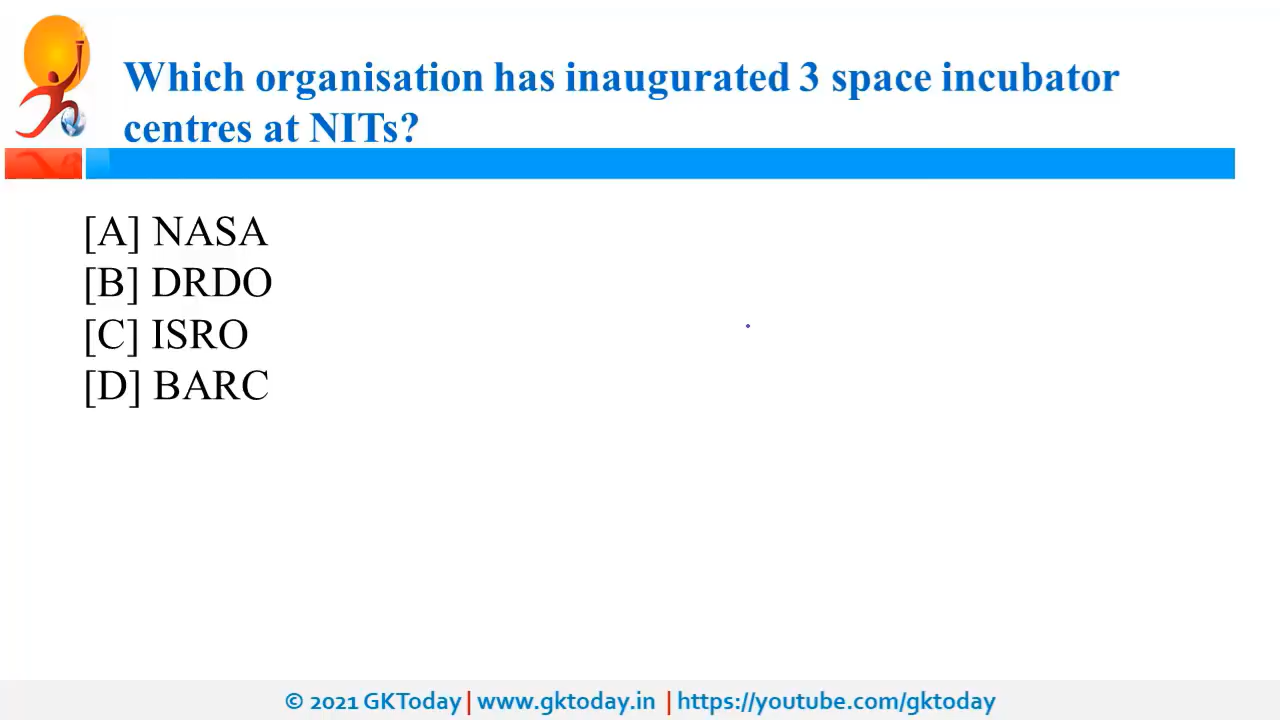 Which organisation has inaugurated 3 space incubator
centres at NITs?
[A] NASA
[B] DRDO
[C] ISRO
[D] BARC
© 2021 GKToday | www.gktoday.in | https://youtube.com/gktoday